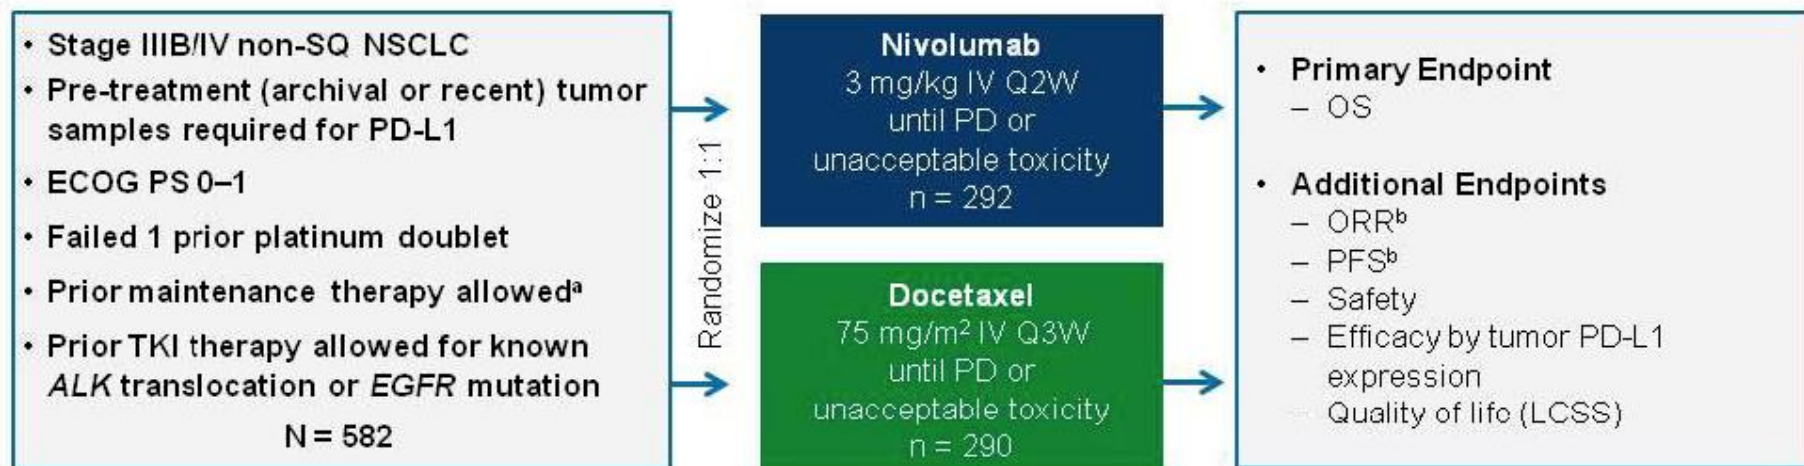 • Stage IIIB/IV non-SQ NSCLC
• Pre-treatment (archival or recent) tumor
samples required for PD-L1
• ECOG PS 0–1
• Failed 1 prior platinum doublet
• Prior maintenance therapy allowedᵃ
• Prior TKI therapy allowed for known
ALK translocation or EGFR mutation
N = 582
Randomize 1:1
Nivolumab
3 mg/kg IV Q2W
until PD or
unacceptable toxicity
n = 292
Docetaxel
75 mg/m² IV Q3W
until PD or
unacceptable toxicity
n = 290
• Primary Endpoint
– OS
• Additional Endpoints
– ORRᵇ
– PFSᵇ
– Safety
– Efficacy by tumor PD-L1
expression
– Quality of life (LCSS)